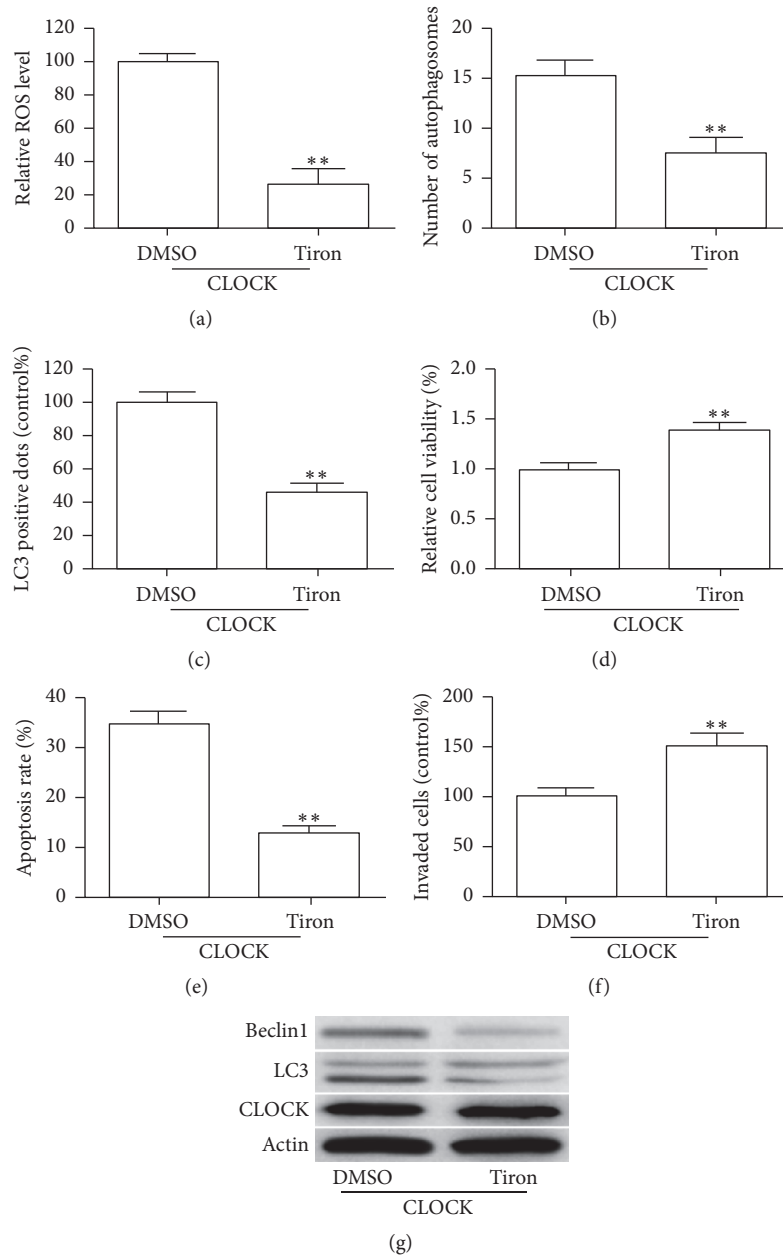 Relative ROS level
120
100
80
60
40
20
0
**
DMSO Tiron
CLOCK
(a)
Number of autophagosomes
20
15
10
5
0
**
DMSO Tiron
CLOCK
(b)
LC3 positive dots (control%)
120
100
80
60
40
20
0
**
DMSO Tiron
CLOCK
(c)
Relative cell viability (%)
2.0
1.5
1.0
0.5
0.0
**
DMSO Tiron
CLOCK
(d)
Apoptosis rate (%)
40
30
20
10
0
**
DMSO Tiron
CLOCK
(e)
Invaded cells (control%)
200
150
100
50
0
**
DMSO Tiron
CLOCK
(f)
Beclin1
LC3
CLOCK
Actin
DMSO Tiron
CLOCK
(g)